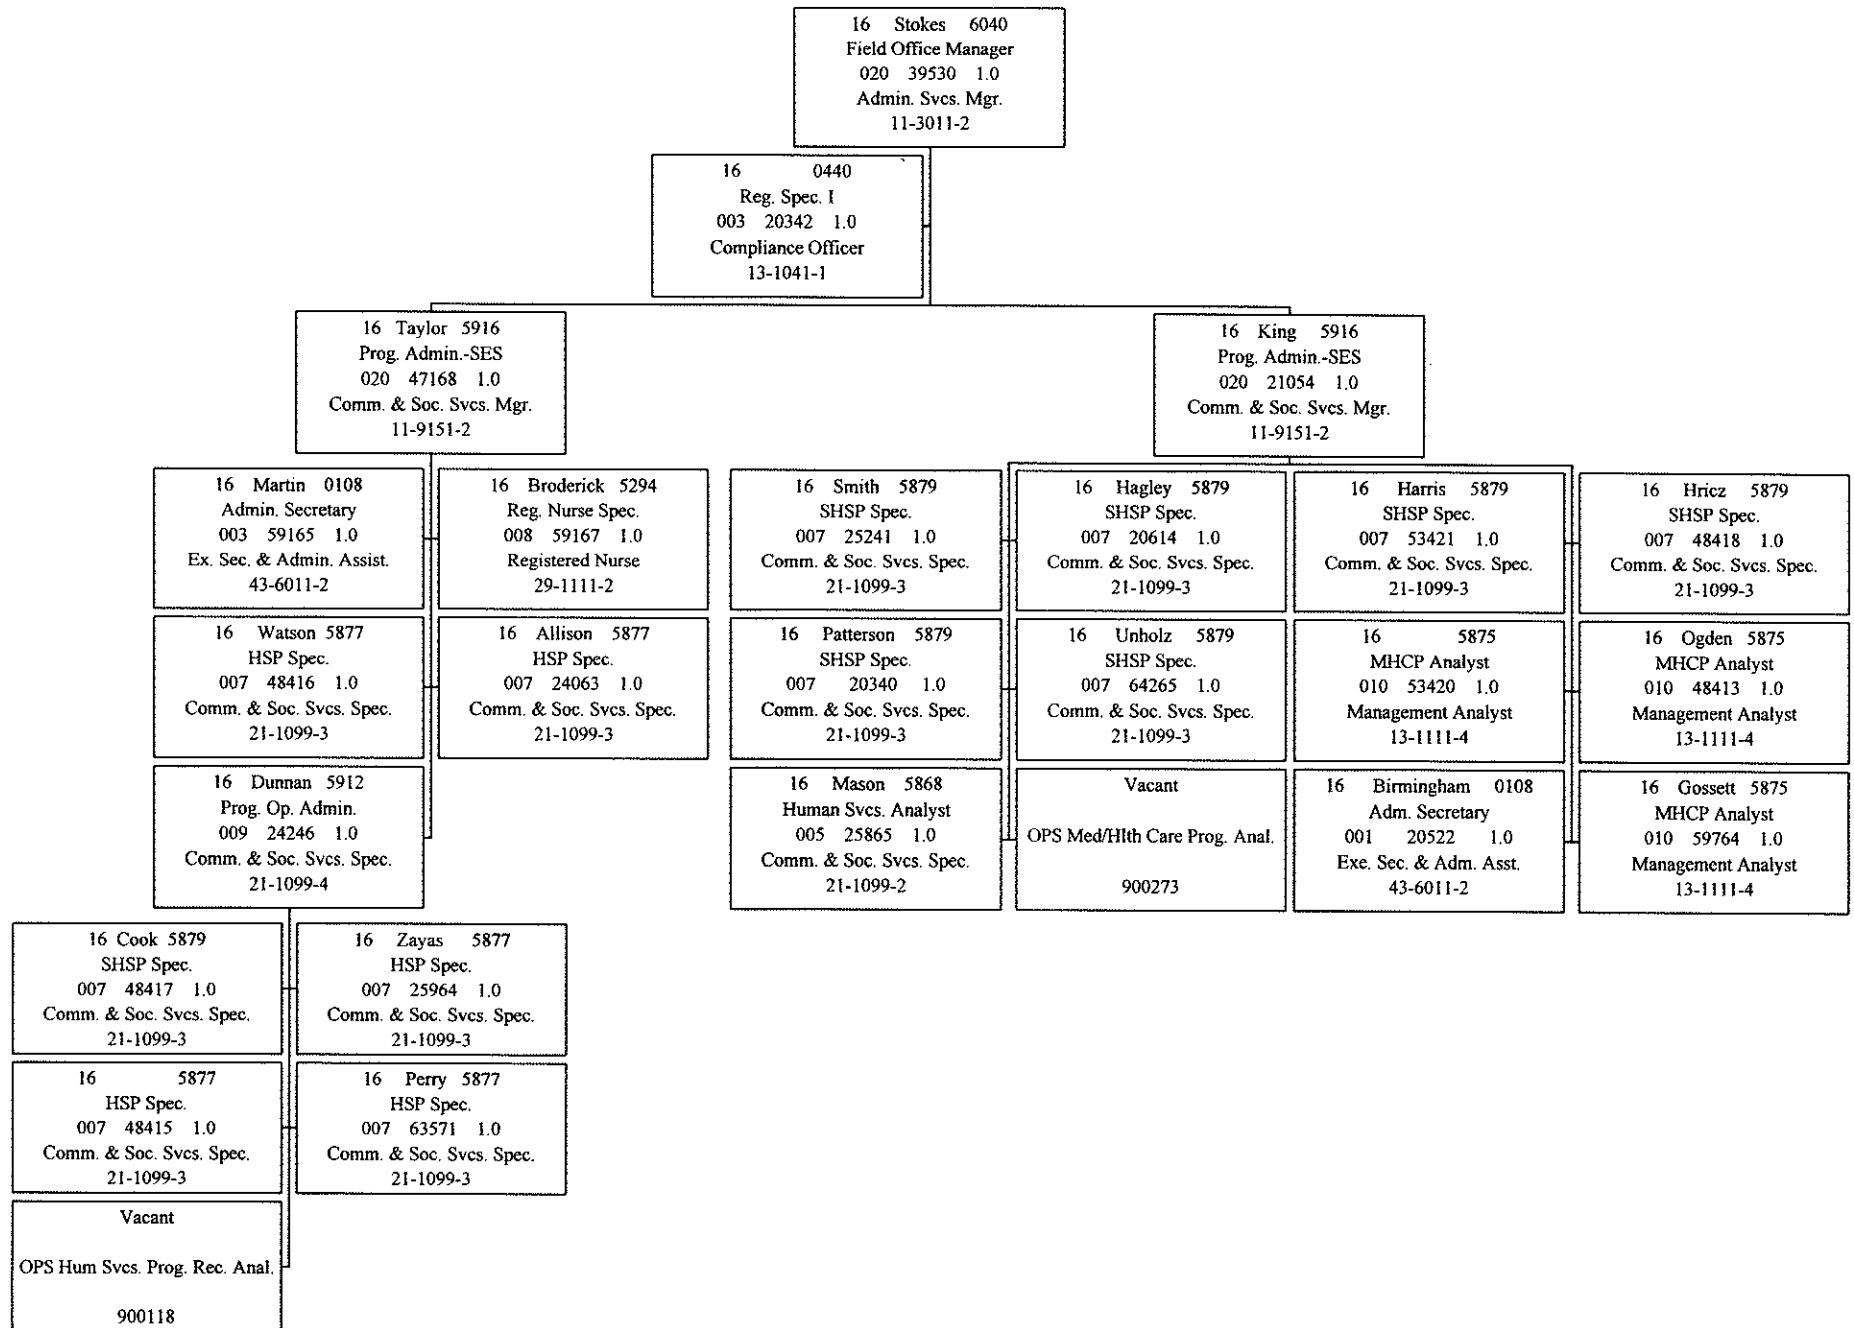 16 Stokes 6040
Field Office Manager
020 39530 1.0
Admin. Svcs. Mgr.
11-3011-2
16 0440
Reg. Spec. I
003 20342 1.0
Compliance Officer
13-1041-1
16 Taylor 5916
Prog. Admin.-SES
020 47168 1.0
Comm. & Soc. Svcs. Mgr.
11-9151-2
16 King 5916
Prog. Admin.-SES
020 21054 1.0
Comm. & Soc. Svcs. Mgr.
11-9151-2
16 Martin 0108
Admin. Secretary
003 59165 1.0
Ex. Sec. & Admin. Assist.
43-6011-2
16 Broderick 5294
Reg. Nurse Spec.
008 59167 1.0
Registered Nurse
29-1111-2
16 Smith 5879
SHSP Spec.
007 25241 1.0
Comm. & Soc. Svcs. Spec.
21-1099-3
16 Hagley 5879
SHSP Spec.
007 20614 1.0
Comm. & Soc. Svcs. Spec.
21-1099-3
16 Harris 5879
SHSP Spec.
007 53421 1.0
Comm. & Soc. Svcs. Spec.
21-1099-3
16 Hricz 5879
SHSP Spec.
007 48418 1.0
Comm. & Soc. Svcs. Spec.
21-1099-3
16 Watson 5877
HSP Spec.
007 48416 1.0
Comm. & Soc. Svcs. Spec.
21-1099-3
16 Allison 5877
HSP Spec.
007 24063 1.0
Comm. & Soc. Svcs. Spec.
21-1099-3
16 Patterson 5879
SHSP Spec.
007 20340 1.0
Comm. & Soc. Svcs. Spec.
21-1099-3
16 Unholz 5879
SHSP Spec.
007 64265 1.0
Comm. & Soc. Svcs. Spec.
21-1099-3
16 5875
MHCP Analyst
010 53420 1.0
Management Analyst
13-1111-4
16 Ogden 5875
MHCP Analyst
010 48413 1.0
Management Analyst
13-1111-4
16 Dunnan 5912
Prog. Op. Admin.
009 24246 1.0
Comm. & Soc. Svcs. Spec.
21-1099-4
16 Mason 5868
Human Svcs. Analyst
005 25865 1.0
Comm. & Soc. Svcs. Spec.
21-1099-2
Vacant
OPS Med/Hlth Care Prog. Anal.
900273
16 Birmingham 0108
Adm. Secretary
001 20522 1.0
Exe. Sec. & Adm. Asst.
43-6011-2
16 Gossett 5875
MHCP Analyst
010 59764 1.0
Management Analyst
13-1111-4
16 Cook 5879
SHSP Spec.
007 48417 1.0
Comm. & Soc. Svcs. Spec.
21-1099-3
16 Zayas 5877
HSP Spec.
007 25964 1.0
Comm. & Soc. Svcs. Spec.
21-1099-3
16 5877
HSP Spec.
007 48415 1.0
Comm. & Soc. Svcs. Spec.
21-1099-3
16 Perry 5877
HSP Spec.
007 63571 1.0
Comm. & Soc. Svcs. Spec.
21-1099-3
Vacant
OPS Hum Svcs. Prog. Rec. Anal.
900118